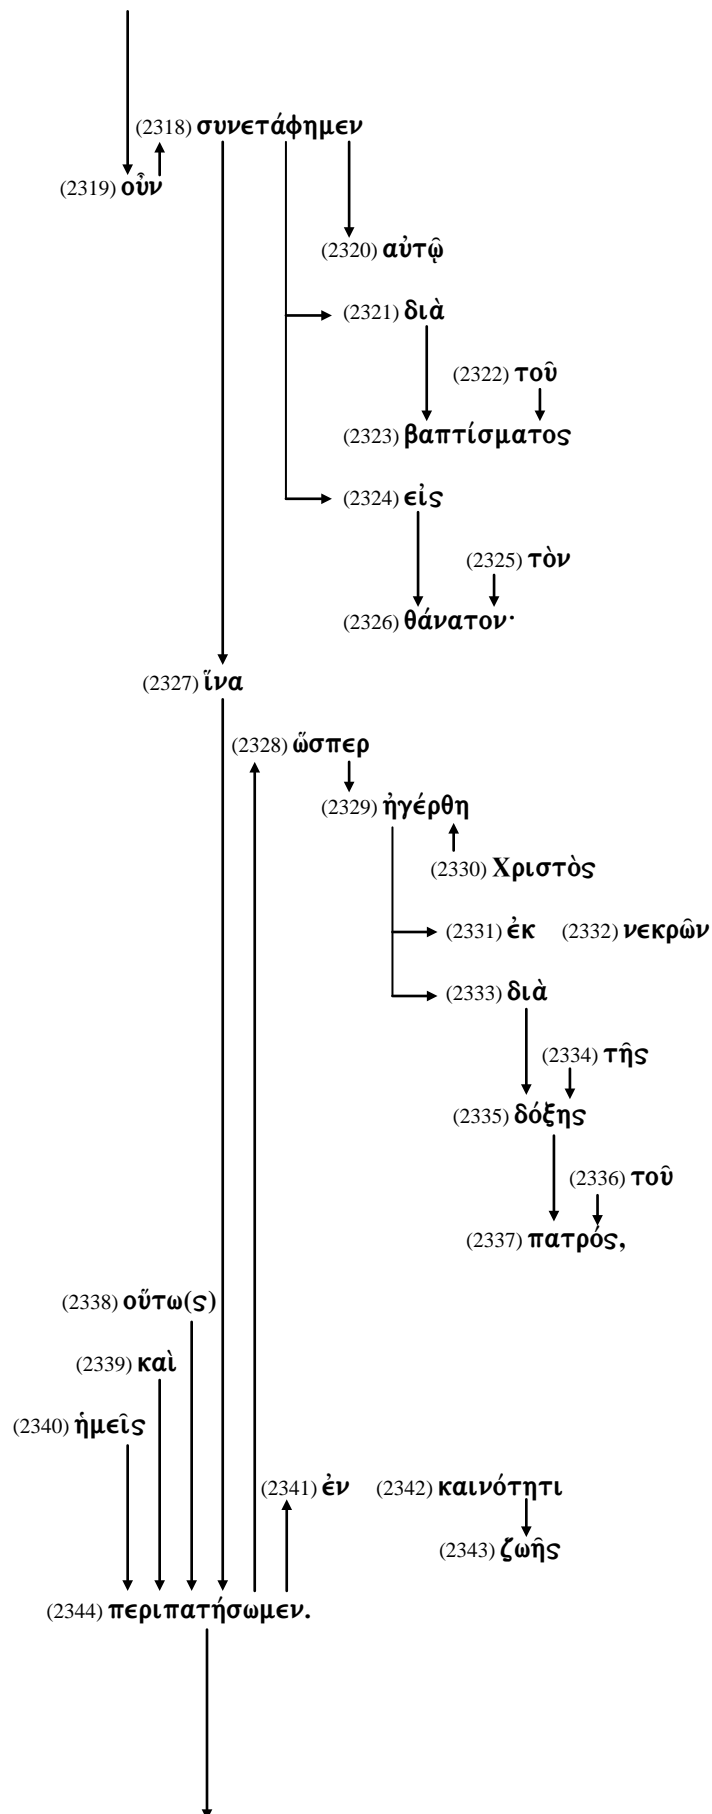 (2318) συνετάφημεν
(2319) οὖν
(2320) αὐτῷ
(2321) διὰ
(2322) τοῦ
(2323) βαπτίσματος
(2324) εἰς
(2325) τὸν
(2326) θάνατον·
(2327) ἵνα
(2328) ὥσπερ
(2329) ἠγέρθη
(2330) Χριστὸς
(2331) ἐκ (2332) νεκρῶν
(2333) διὰ
(2334) τῆς
(2335) δόξης
(2336) τοῦ
(2337) πατρός,
(2338) οὕτω(ς)
(2339) καὶ
(2340) ἡμεῖς
(2341) ἐν (2342) καινότητι
(2343) ζωῆς
(2344) περιπατήσωμεν.